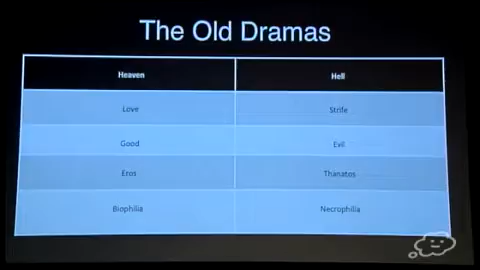 The Old Dramas
Heaven Hell
Love Strife
Good Evil
Eros Thanatos
Biophilia Necrophilia